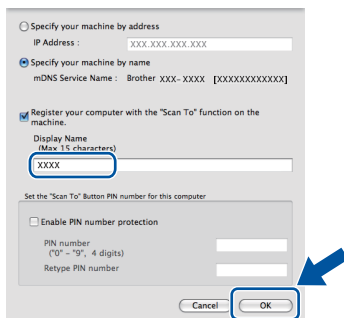 Specify your machine by address
IP Address : XXX.XXX.XXX.XXX
Specify your machine by name
mDNS Service Name : Brother XXX- XXXX [XXXXXXXXXXXX]
Register your computer with the "Scan To" function on the
machine.
Display Name
(Max 15 characters)
XXXX
Set the "Scan To" Button PIN number for this computer
Enable PIN number protection
PIN number
("0" – "9", 4 digits)
Retype PIN number
Cancel OK